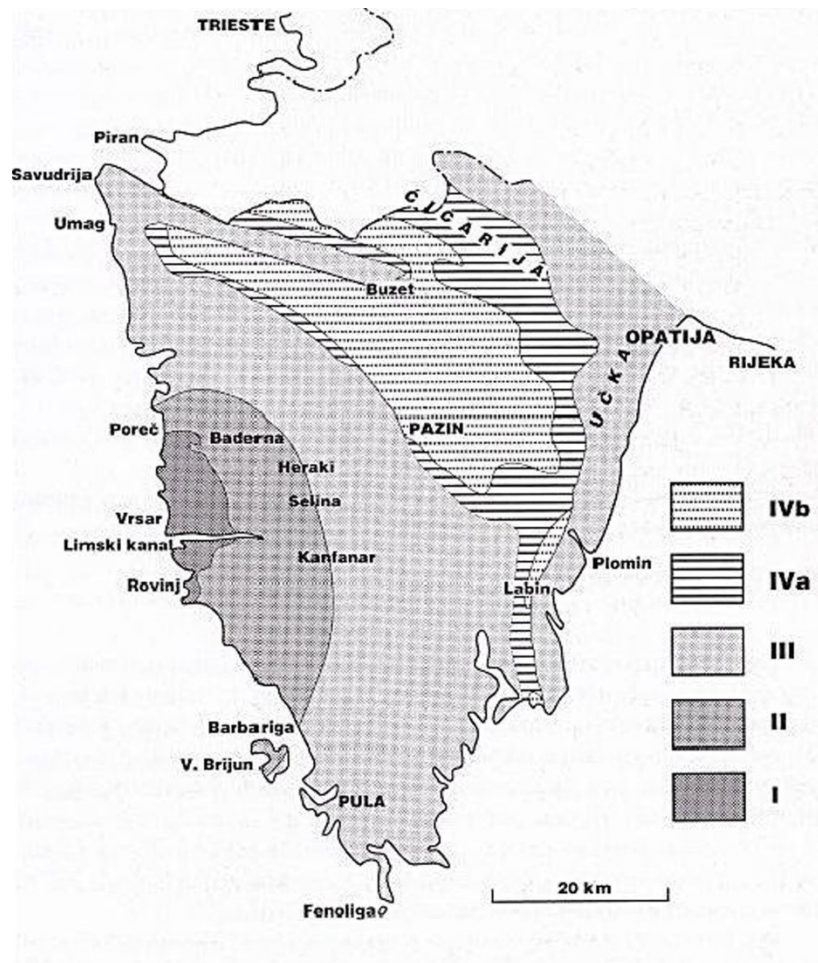 TRIESTE
Piran
Savudrija
Umag
ĆIĆARIJA
Buzet
OPATIJA
RIJEKA
UČKA
Poreč
Baderna
PAZIN
Heraki
Selina
Vrsar
Limski kanal
Kanfanar
Rovinj
Plomin
Labin
IVb
IVa
III
II
I
Barbariga
V. Brijun
PULA
20 km
Fenoliga